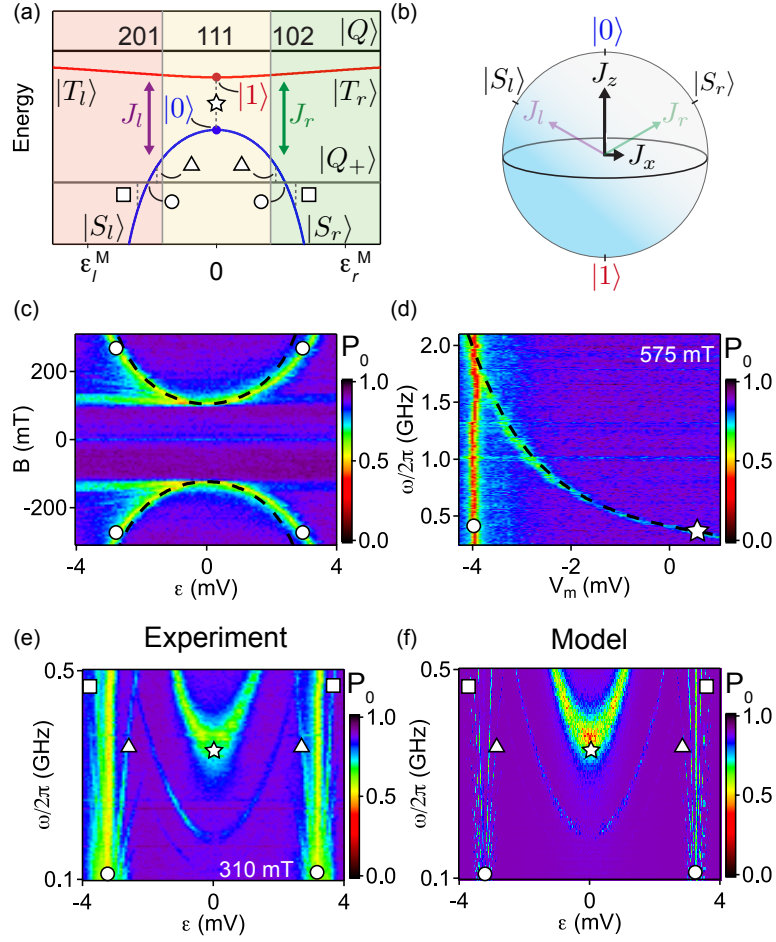 (a)
201 111 102 |Q⟩
|T_l⟩ |1⟩ |T_r⟩
J_l |0⟩ J_r
|Q₊⟩
|S_l⟩ |S_r⟩
Energy
ε_l^M 0 ε_r^M
(b)
|0⟩
|S_l⟩ |S_r⟩
J_z
J_l J_r
J_x
|1⟩
(c)
P₀
B (mT)
200
0
-200
-4 0 4
ε (mV)
1.0
0.5
0.0
(d)
575 mT
P₀
ω/2π (GHz)
2.0
1.5
1.0
0.5
-4 -2 0
V_m (mV)
1.0
0.5
0.0
(e) Experiment
P₀
ω/2π (GHz)
0.5
0.1
310 mT
-4 0 4
ε (mV)
1.0
0.5
0.0
(f) Model
P₀
ω/2π (GHz)
0.5
0.1
-4 0 4
ε (mV)
1.0
0.5
0.0